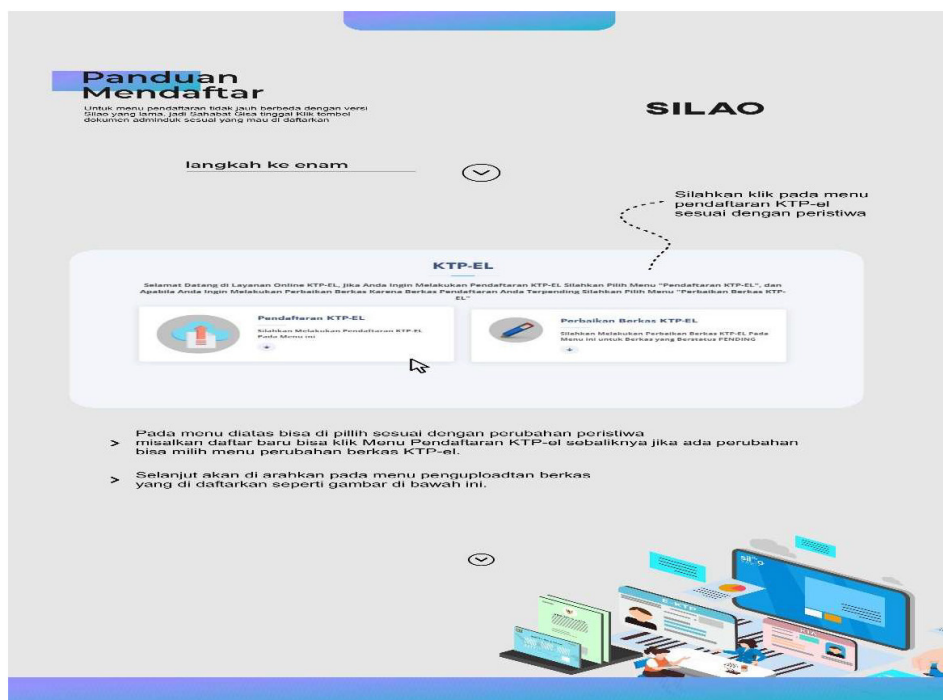 Panduan
Mendaftar
Untuk menu pendaftaran tidak jauh berbeda dengan versi
Silao yang lama, jadi Sahabat Gisa tinggal Klik tombol
dokumen adminduk sesuai yang mau di daftarkan
SILAO
langkah ke enam
Silahkan klik pada menu
pendaftaran KTP-el
sesuai dengan peristiwa
KTP-EL
Selamat Datang di Layanan Online KTP-EL, Jika Anda Ingin Melakukan Pendaftaran KTP-EL Silahkan Pilih Menu "Pendaftaran KTP-EL", dan
Apabila Anda Ingin Melakukan Perbaikan Berkas Karena Berkas Pendaftaran Anda Terpending Silahkan Pilih Menu "Perbaikan Berkas KTP-
EL"
Pendaftaran KTP-EL
Silahkan Melakukan Pendaftaran KTP-EL
Pada Menu ini
+
Perbaikan Berkas KTP-EL
Silahkan Melakukan Perbaikan Berkas KTP-EL Pada
Menu ini untuk Berkas yang Berstatus PENDING
+
> Pada menu diatas bisa di pillih sesuai dengan perubahan peristiwa
misalkan daftar baru bisa klik Menu Pendaftaran KTP-el sebaliknya jika ada perubahan
bisa milih menu perubahan berkas KTP-el.
> Selanjut akan di arahkan pada menu penguploadtan berkas
yang di daftarkan seperti gambar di bawah ini.
silao
E-KTP